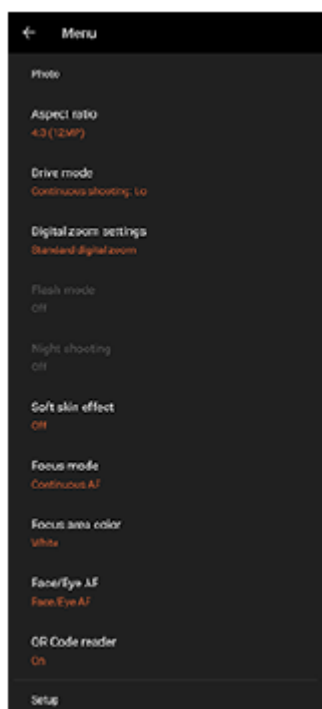 Menu
Photo
Aspect ratio
4:3 (12MP)
Drive mode
Continuous shooting: Lo
Digital zoom settings
Standard digital zoom
Flash mode
Off
Night shooting
Off
Soft skin effect
Off
Focus mode
Continuous AF
Focus area color
White
Face/Eye AF
Face/Eye AF
QR Code reader
On
Setup